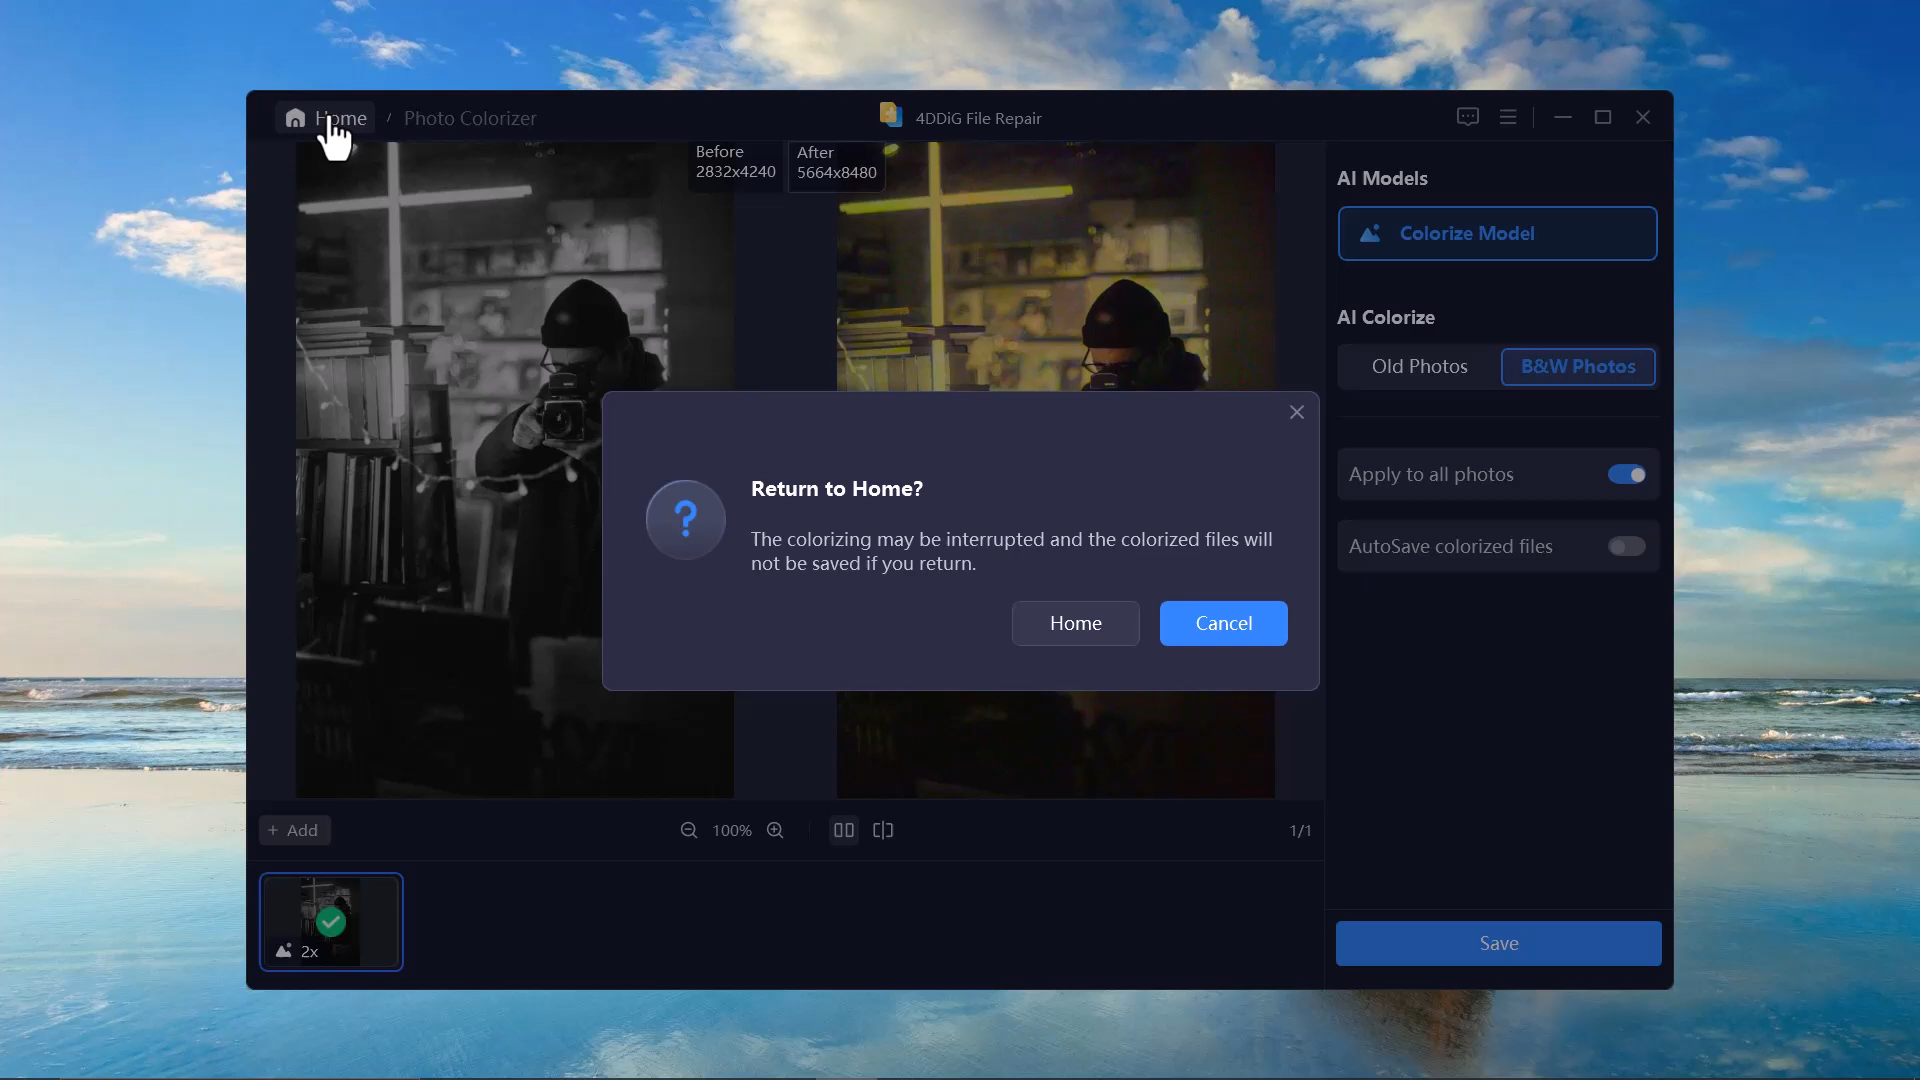 Home / Photo Colorizer
4DDiG File Repair
Before
2832x4240
After
5664x8480
AI Models
Colorize Model
AI Colorize
Old Photos
B&W Photos
Apply to all photos
AutoSave colorized files
Return to Home?
The colorizing may be interrupted and the colorized files will
not be saved if you return.
Home
Cancel
+ Add
100%
1/1
2x
Save